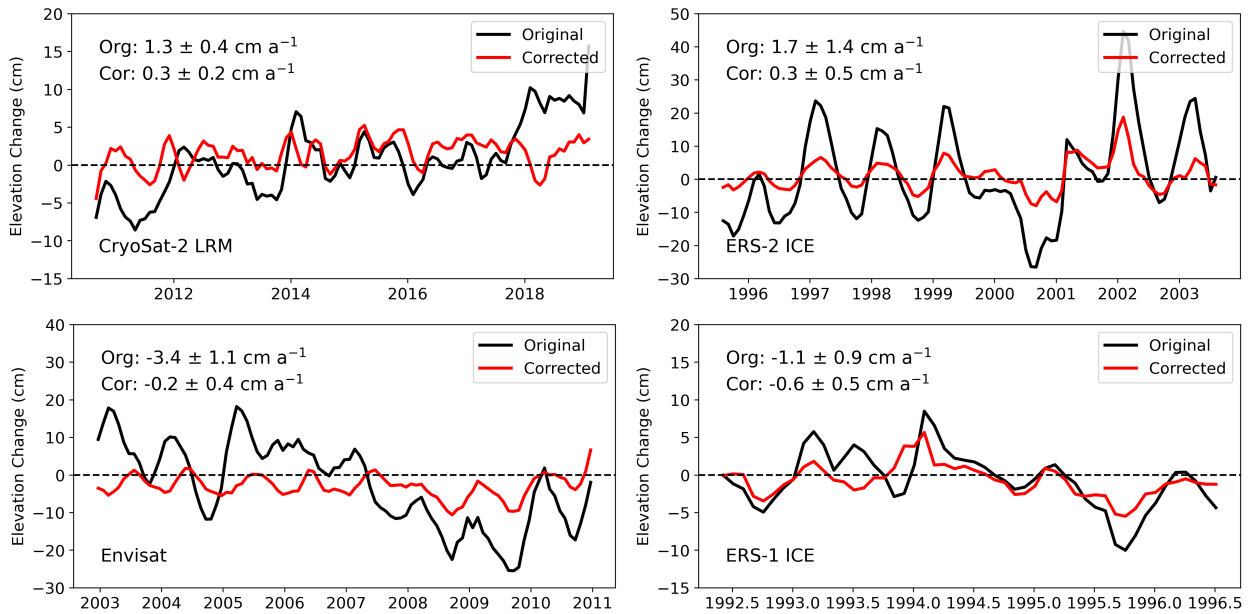 Elevation Change (cm)
20
15
10
5
0
−5
−10
−15
Org: 1.3 ± 0.4 cm a⁻¹
Cor: 0.3 ± 0.2 cm a⁻¹
Original
Corrected
CryoSat-2 LRM
2012 2014 2016 2018
Elevation Change (cm)
50
40
30
20
10
0
−10
−20
−30
Org: 1.7 ± 1.4 cm a⁻¹
Cor: 0.3 ± 0.5 cm a⁻¹
Original
Corrected
ERS-2 ICE
1996 1997 1998 1999 2000 2001 2002 2003
Elevation Change (cm)
40
30
20
10
0
−10
−20
−30
Org: -3.4 ± 1.1 cm a⁻¹
Cor: -0.2 ± 0.4 cm a⁻¹
Original
Corrected
Envisat
2003 2004 2005 2006 2007 2008 2009 2010 2011
Elevation Change (cm)
20
15
10
5
0
−5
−10
−15
Org: -1.1 ± 0.9 cm a⁻¹
Cor: -0.6 ± 0.5 cm a⁻¹
Original
Corrected
ERS-1 ICE
1992.5 1993.0 1993.5 1994.0 1994.5 1995.0 1995.5 1996.0 1996.5